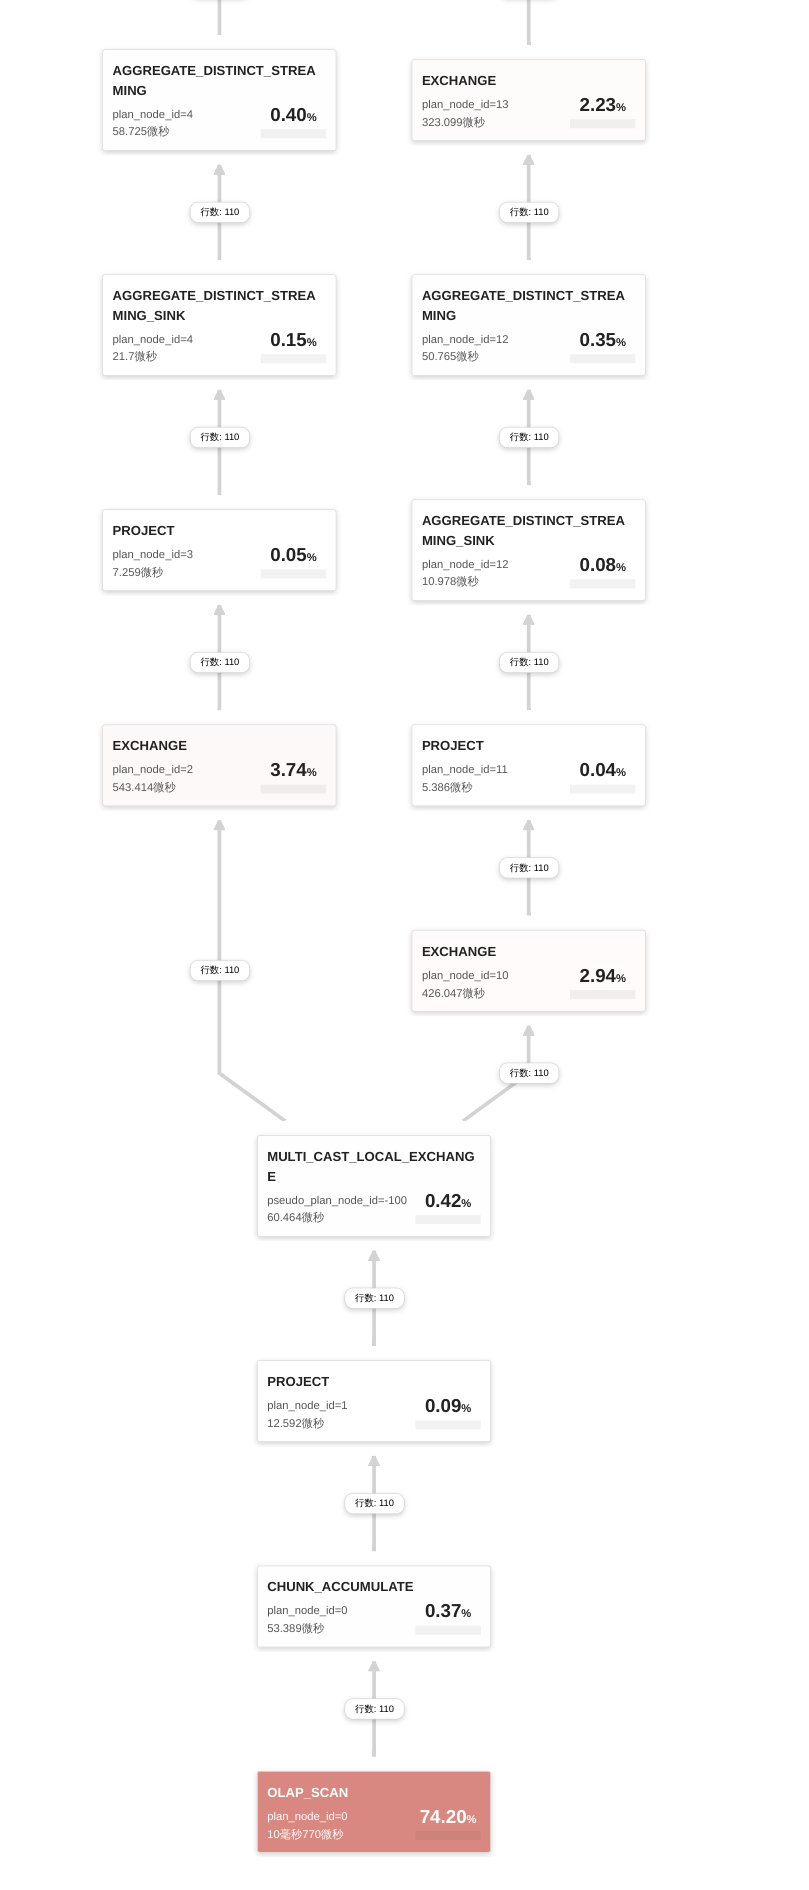 AGGREGATE_DISTINCT_STREA
MING
plan_node_id=4
0.40%
58.725微秒
EXCHANGE
plan_node_id=13
2.23%
323.099微秒
行数: 110
行数: 110
AGGREGATE_DISTINCT_STREA
MING_SINK
plan_node_id=4
0.15%
21.7微秒
AGGREGATE_DISTINCT_STREA
MING
plan_node_id=12
0.35%
50.765微秒
行数: 110
行数: 110
PROJECT
plan_node_id=3
0.05%
7.259微秒
AGGREGATE_DISTINCT_STREA
MING_SINK
plan_node_id=12
0.08%
10.978微秒
行数: 110
行数: 110
EXCHANGE
plan_node_id=2
3.74%
543.414微秒
PROJECT
plan_node_id=11
0.04%
5.386微秒
行数: 110
EXCHANGE
plan_node_id=10
2.94%
426.047微秒
行数: 110
行数: 110
MULTI_CAST_LOCAL_EXCHANG
E
pseudo_plan_node_id=-100
0.42%
60.464微秒
行数: 110
PROJECT
plan_node_id=1
0.09%
12.592微秒
行数: 110
CHUNK_ACCUMULATE
plan_node_id=0
0.37%
53.389微秒
行数: 110
OLAP_SCAN
plan_node_id=0
74.20%
10毫秒770微秒